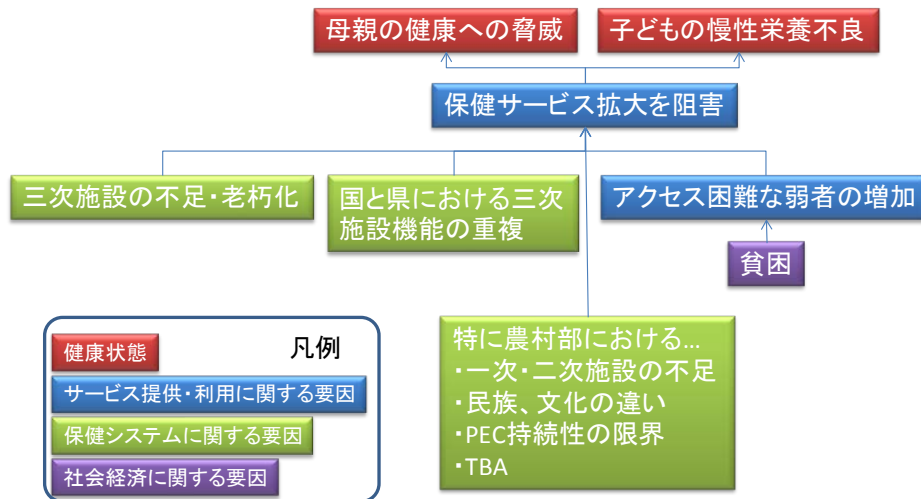 母親の健康への脅威
子どもの慢性栄養不良
保健サービス拡大を阻害
三次施設の不足・老朽化
国と県における三次
施設機能の重複
アクセス困難な弱者の増加
貧困
特に農村部における…
・一次・二次施設の不足
・民族、文化の違い
・PEC持続性の限界
・TBA
凡例
健康状態
サービス提供・利用に関する要因
保健システムに関する要因
社会経済に関する要因